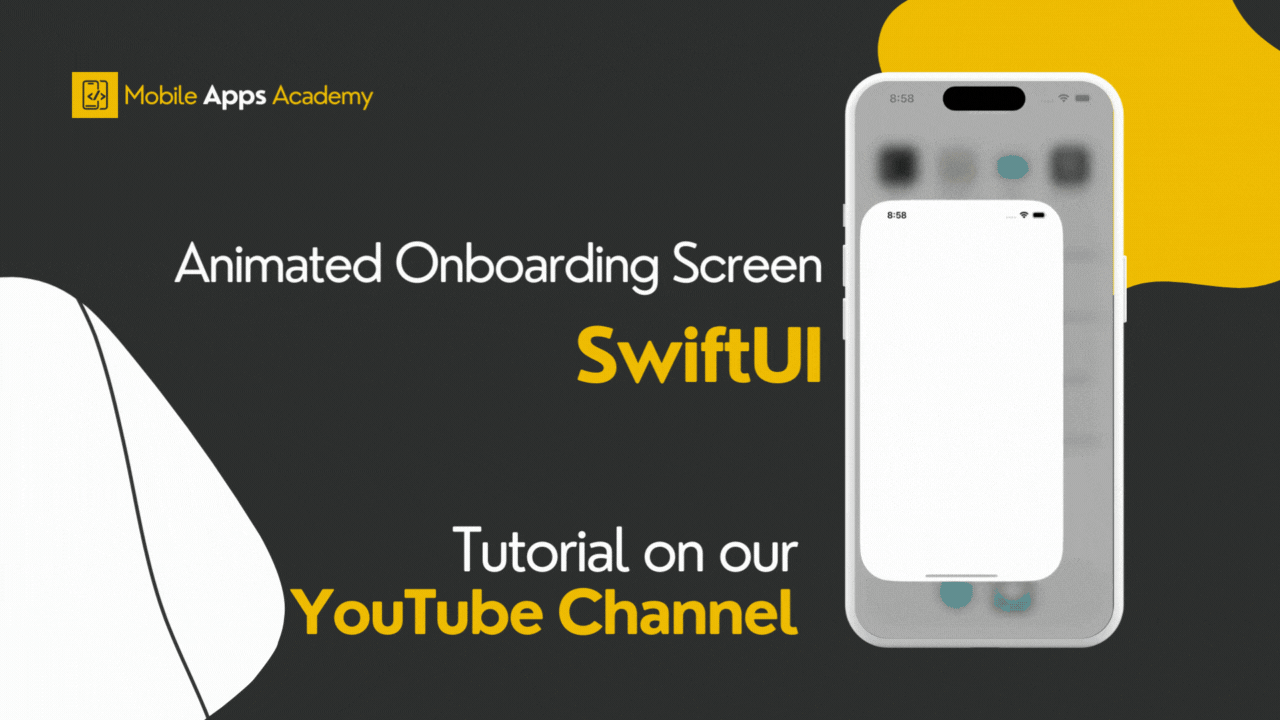 Mobile Apps Academy
Animated Onboarding Screen
SwiftUI
Tutorial on our
YouTube Channel
8:58
8:58